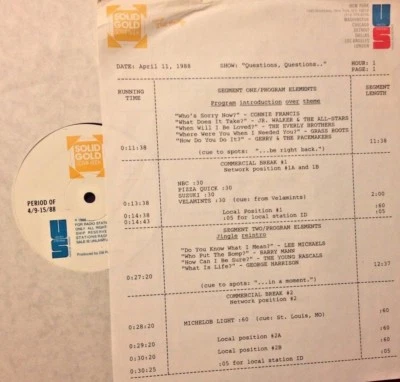 SOLID
GOLD
US
DATE: April 11, 1988
SHOW: "Questions, Questions.."
HOUR: 1
PAGE: 1
RUNNING
TIME
SEGMENT ONE/PROGRAM ELEMENTS
SEGMENT
LENGTH
Program introduction over theme
"Who's Sorry Now?" - CONNIE FRANCIS
"What Does It Take?" - JR. WALKER & THE ALL-STARS
"When Will I Be Loved?" - THE EVERLY BROTHERS
"Where Were You When I Needed You?" - GRASS ROOTS
"How Do You Do It?" - GERRY & THE PACEMAKERS
0:11:38
(cue to spots: "...be right back.")
11:38
COMMERCIAL BREAK #1
Network position #1A and 1B
NBC :30
PIZZA QUICK :30
SUZUKI :30
0:13:38
VELAMINTS :30 (cue: from Velamints)
2:00
0:14:38
Local Position #1
:60
0:14:43
:05 for local station ID
:05
SEGMENT TWO/PROGRAM ELEMENTS
Jingle reintro
"Do You Know What I Mean?" - LEE MICHAELS
"Who Put The Bomp?" - BARRY MANN
"How Can I Be Sure?" - THE YOUNG RASCALS
"What Is Life?" - GEORGE HARRISON
0:27:20
(cue to spots: "...in a moment.")
12:37
COMMERCIAL BREAK #2
Network position #2
0:28:20
MICHELOB LIGHT :60 (cue: St. Louis, MO)
:60
0:29:20
Local position #2A
:60
0:30:20
Local position #2B
:60
0:30:25
:05 for local station ID
:05
SOLID
GOLD
PERIOD OF
4/9-15/88
US